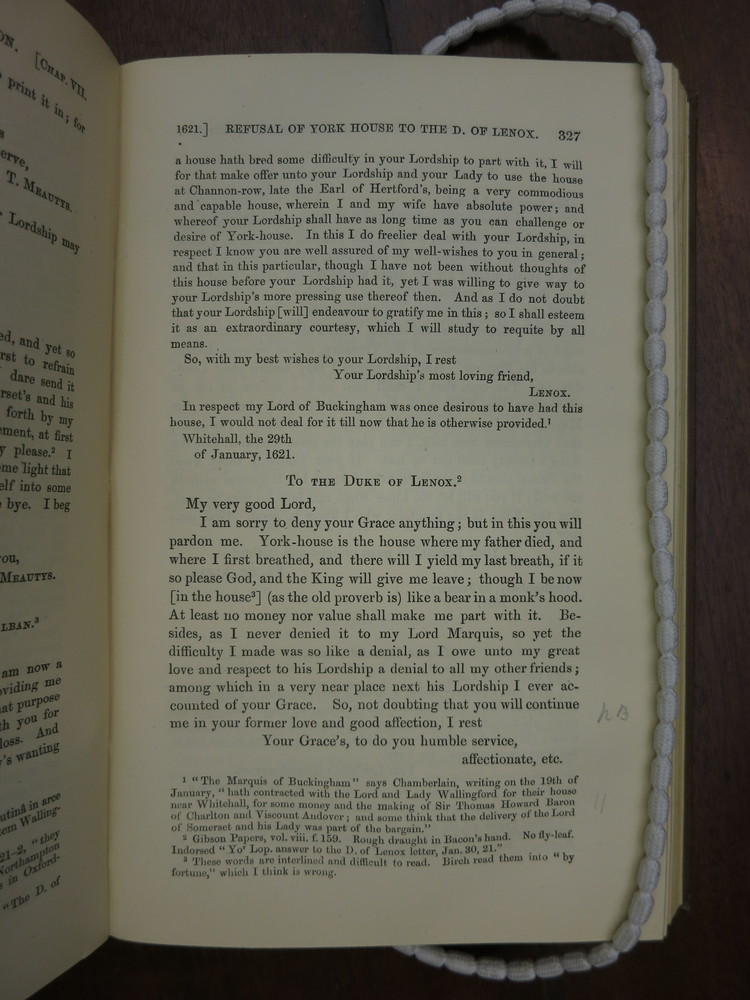 ON. [CHAP. VII.
print it in; for
erve,
T. MEAUTYS.
Lordship may
ed, and yet so
rst to refrain
dare send it
rset's and his
forth by my
ment, at first
y please.² I
me light that
elf into some
bye. I beg
ou,
MEAUTYS.
LBAN.³
am now a
viding me
at purpose
th you for
loss. And
's wanting
utinâ in arce
em Walling-
21-2, "they
Northampton
s in Oxford-
"The D. of
1621.] REFUSAL OF YORK HOUSE TO THE D. OF LENOX. 327
a house hath bred some difficulty in your Lordship to part with it, I will
for that make offer unto your Lordship and your Lady to use the house
at Channon-row, late the Earl of Hertford's, being a very commodious
and capable house, wherein I and my wife have absolute power; and
whereof your Lordship shall have as long time as you can challenge or
desire of York-house. In this I do freelier deal with your Lordship, in
respect I know you are well assured of my well-wishes to you in general;
and that in this particular, though I have not been without thoughts of
this house before your Lordship had it, yet I was willing to give way to
your Lordship's more pressing use thereof then. And as I do not doubt
that your Lordship [will] endeavour to gratify me in this; so I shall esteem
it as an extraordinary courtesy, which I will study to requite by all
means.
So, with my best wishes to your Lordship, I rest
Your Lordship's most loving friend,
LENOX.
In respect my Lord of Buckingham was once desirous to have had this
house, I would not deal for it till now that he is otherwise provided.¹
Whitehall, the 29th
of January, 1621.
TO THE DUKE OF LENOX.²
My very good Lord,
I am sorry to deny your Grace anything; but in this you will
pardon me. York-house is the house where my father died, and
where I first breathed, and there will I yield my last breath, if it
so please God, and the King will give me leave; though I be now
[in the house³] (as the old proverb is) like a bear in a monk's hood.
At least no money nor value shall make me part with it. Be-
sides, as I never denied it to my Lord Marquis, so yet the
difficulty I made was so like a denial, as I owe unto my great
love and respect to his Lordship a denial to all my other friends;
among which in a very near place next his Lordship I ever ac-
counted of your Grace. So, not doubting that you will continue
me in your former love and good affection, I rest
Your Grace's, to do you humble service,
affectionate, etc.
¹ "The Marquis of Buckingham" says Chamberlain, writing on the 19th of
January, "hath contracted with the Lord and Lady Wallingford for their house
near Whitehall, for some money and the making of Sir Thomas Howard Baron
of Charlton and Viscount Andover; and some think that the delivery of the Lord
of Somerset and his Lady was part of the bargain."
² Gibson Papers, vol. viii. f. 159. Rough draught in Bacon's hand. No fly-leaf.
Indorsed "Yoʳ Lop. answer to the D. of Lenox letter, Jan. 30, 21."
³ These words are interlined and difficult to read. Birch read them into "by
fortune," which I think is wrong.